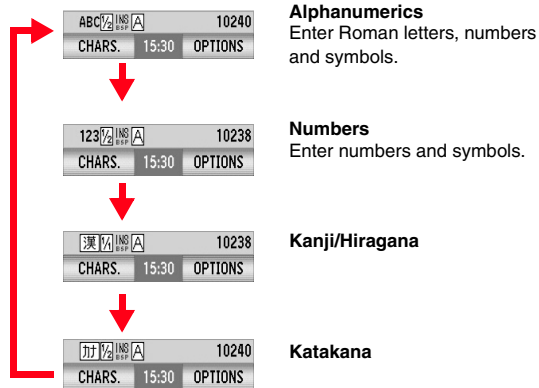 ABC 1/2 INS BSP A 10240
CHARS. 15:30 OPTIONS
Alphanumerics
Enter Roman letters, numbers
and symbols.
123 1/2 INS BSP A 10238
CHARS. 15:30 OPTIONS
Numbers
Enter numbers and symbols.
漢 1/1 INS BSP A 10238
CHARS. 15:30 OPTIONS
Kanji/Hiragana
カナ 1/2 INS BSP A 10240
CHARS. 15:30 OPTIONS
Katakana